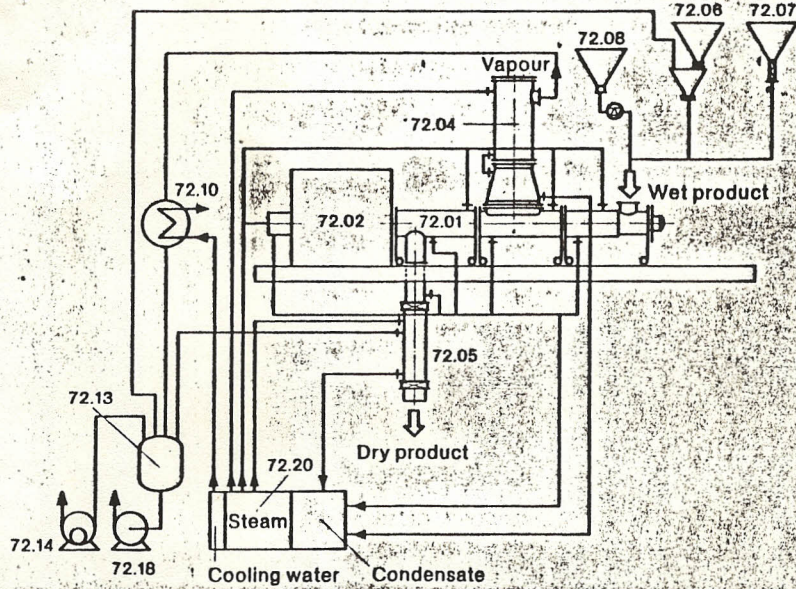 72.06
72.07
72.08
Vapour
72.04
72.10
Wet product
72.02
72.01
72.05
72.13
Dry product
72.20
Steam
72.14
72.18
Cooling water
Condensate